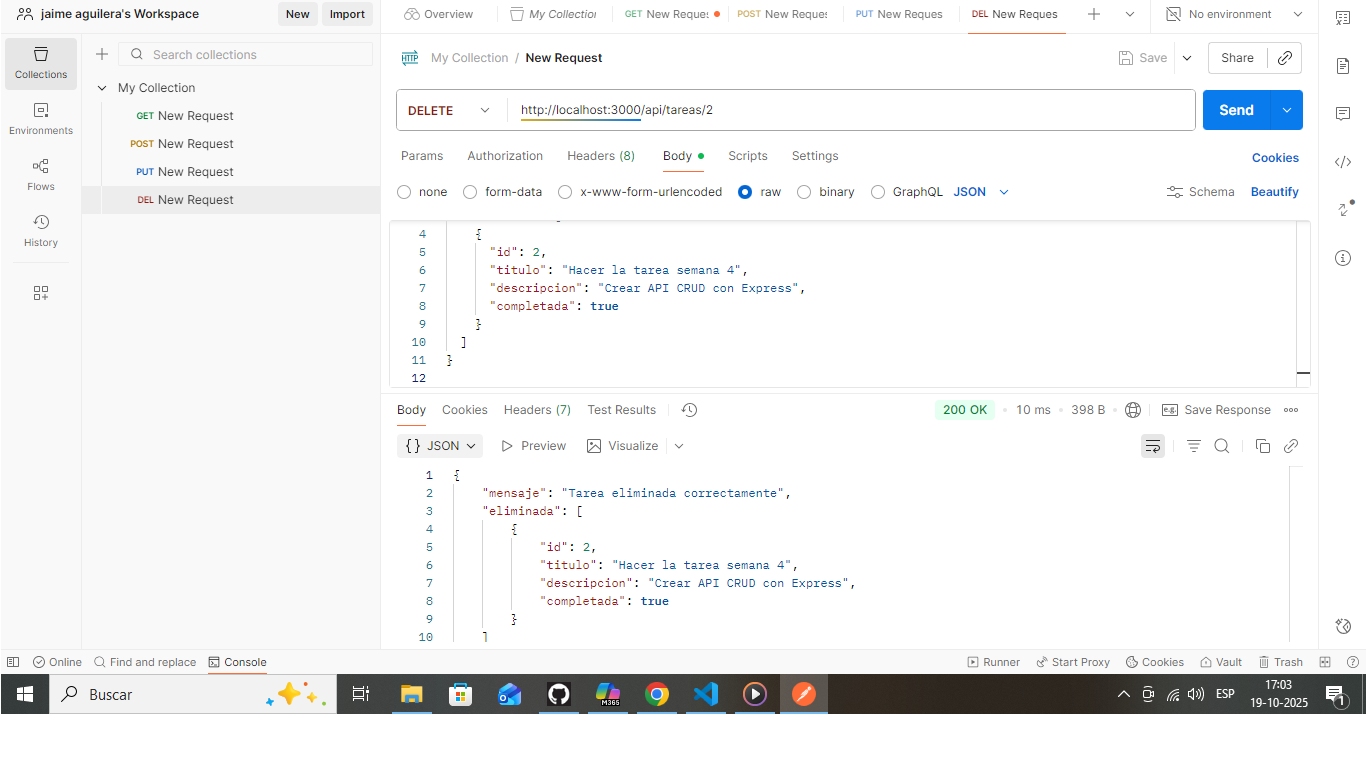 jaime aguilera's Workspace
New
Import
Overview
My Collection
GET New Reques
POST New Reques
PUT New Reques
DEL New Reques
No environment
Collections
Environments
Flows
History
Search collections
My Collection
GET New Request
POST New Request
PUT New Request
DEL New Request
HTTP My Collection / New Request
Save
Share
DELETE
http://localhost:3000/api/tareas/2
Send
Params Authorization Headers (8) Body Scripts Settings
Cookies
none form-data x-www-form-urlencoded raw binary GraphQL JSON
Schema
Beautify
4 {
5 "id": 2,
6 "titulo": "Hacer la tarea semana 4",
7 "descripcion": "Crear API CRUD con Express",
8 "completada": true
9 }
10 ]
11 }
12
Body Cookies Headers (7) Test Results
200 OK • 10 ms • 398 B
e.g. Save Response
{} JSON Preview Visualize
1 {
2 "mensaje": "Tarea eliminada correctamente",
3 "eliminada": [
4 {
5 "id": 2,
6 "titulo": "Hacer la tarea semana 4",
7 "descripcion": "Crear API CRUD con Express",
8 "completada": true
9 }
10 ]
Online Find and replace Console
Runner Start Proxy Cookies Vault Trash
Buscar
M365
ESP
17:03
19-10-2025
1